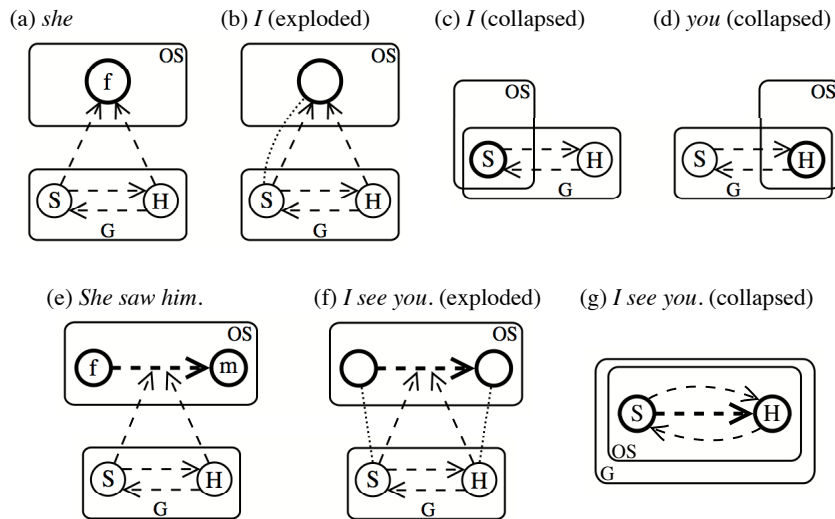 (a) she
(b) I (exploded)
(c) I (collapsed)
(d) you (collapsed)
OS
f
S
H
G
OS
S
H
G
OS
S
H
G
OS
S
H
G
(e) She saw him.
(f) I see you. (exploded)
(g) I see you. (collapsed)
OS
f
m
S
H
G
OS
S
H
G
S
H
OS
G